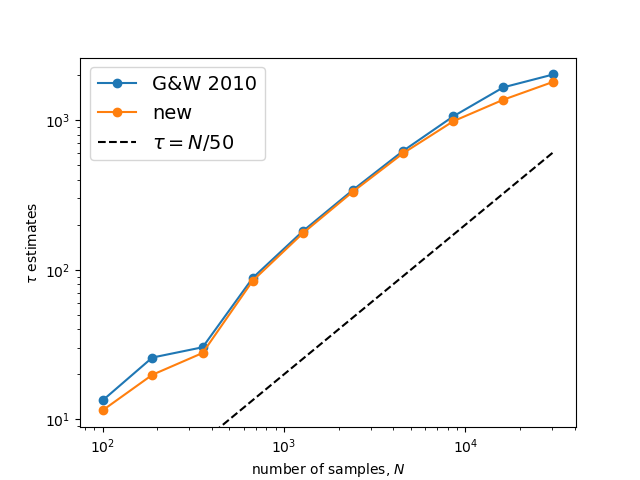 G&W 2010
new
τ = N/50
10³
10²
10¹
τ estimates
10² 10³ 10⁴
number of samples, N